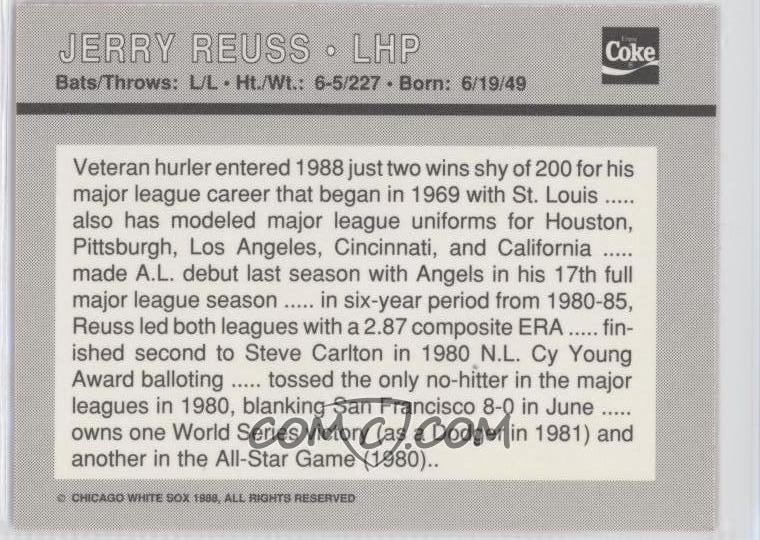 JERRY REUSS • LHP
Enjoy
Coke
Bats/Throws: L/L • Ht./Wt.: 6-5/227 • Born: 6/19/49
Veteran hurler entered 1988 just two wins shy of 200 for his
major league career that began in 1969 with St. Louis .....
also has modeled major league uniforms for Houston,
Pittsburgh, Los Angeles, Cincinnati, and California .....
made A.L. debut last season with Angels in his 17th full
major league season ..... in six-year period from 1980-85,
Reuss led both leagues with a 2.87 composite ERA ..... fin-
ished second to Steve Carlton in 1980 N.L. Cy Young
Award balloting ..... tossed the only no-hitter in the major
leagues in 1980, blanking San Francisco 8-0 in June .....
owns one World Series victory (as a Dodger in 1981) and
another in the All-Star Game (1980)..
COMC.COM
© CHICAGO WHITE SOX 1988, ALL RIGHTS RESERVED